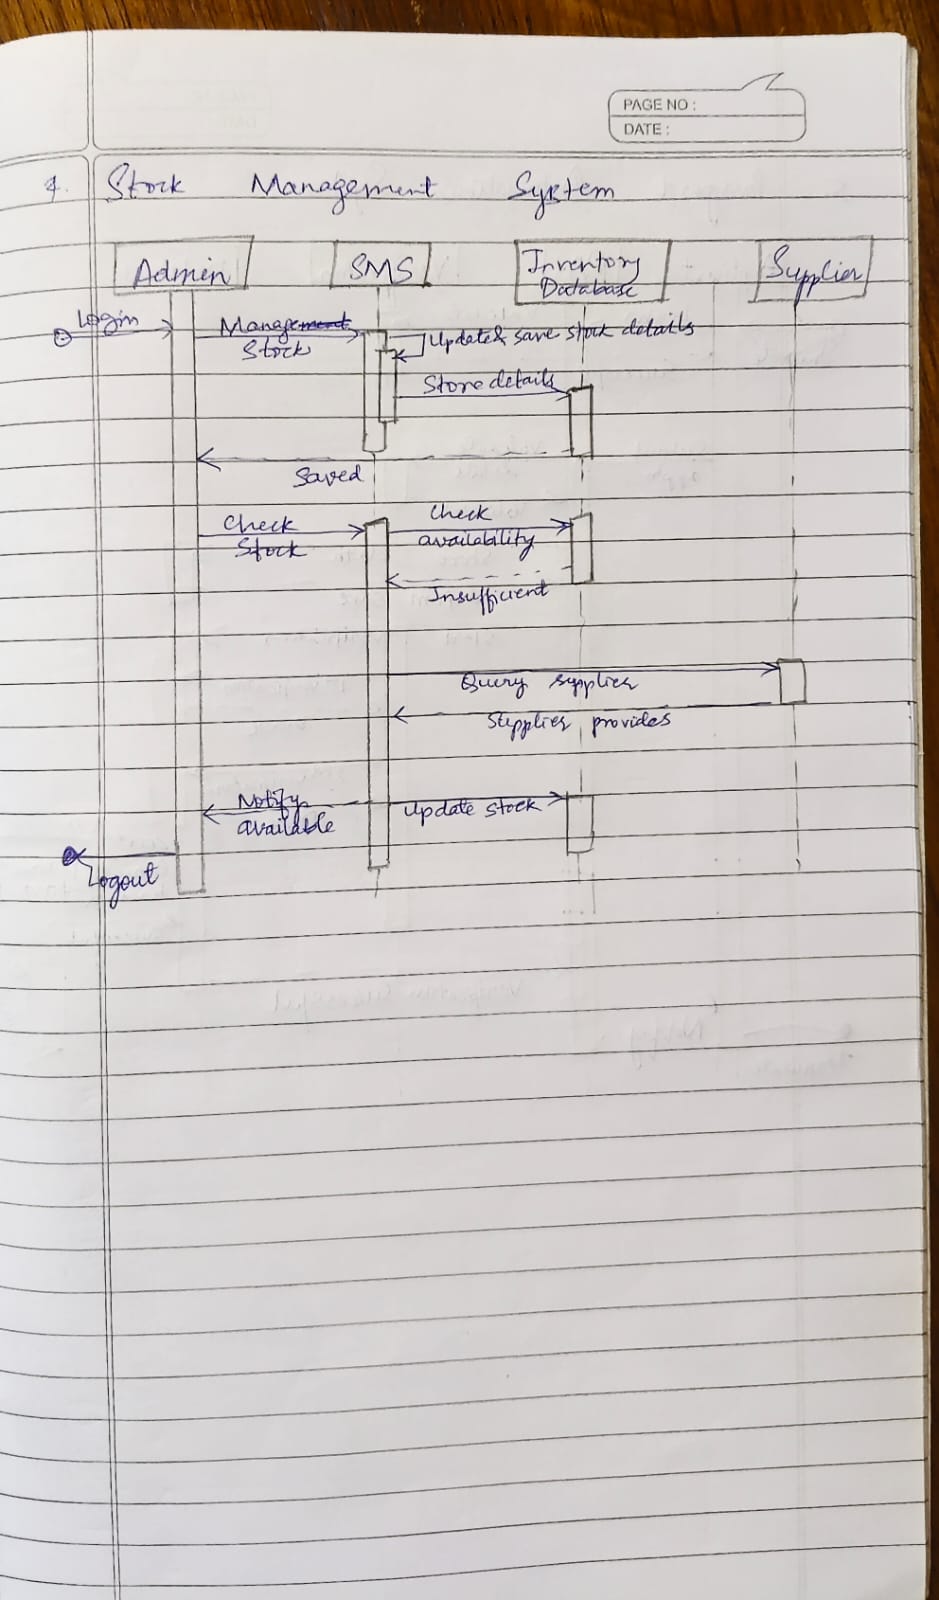 PAGE NO :
DATE :
Stock Management System
Admin
SMS
Inventory
Database
Supplier
Login
Manage
Stock
Update & save stock details
Store details
Saved
Check
Stock
Check
availability
Insufficient
Query supplier
Supplier provides
Notify
available
Update stock
Logout